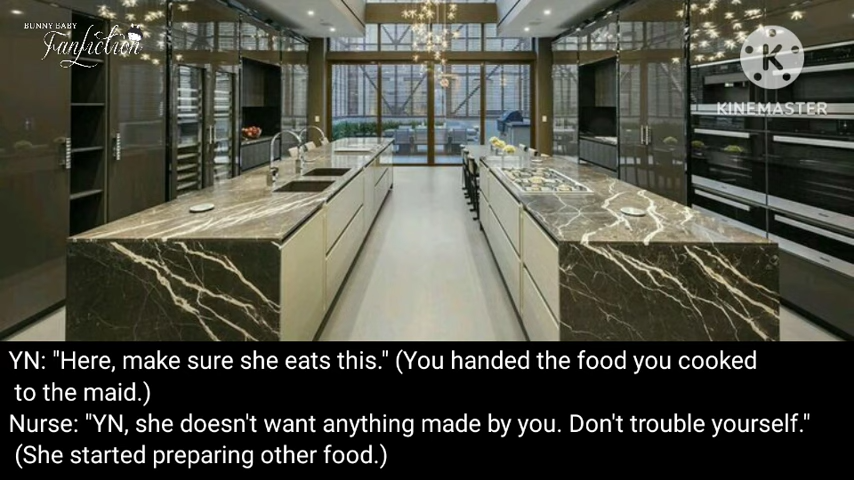 BUNNY BABY
Fanfiction
K
KINEMASTER
YN: "Here, make sure she eats this." (You handed the food you cooked
to the maid.)
Nurse: "YN, she doesn't want anything made by you. Don't trouble yourself."
(She started preparing other food.)